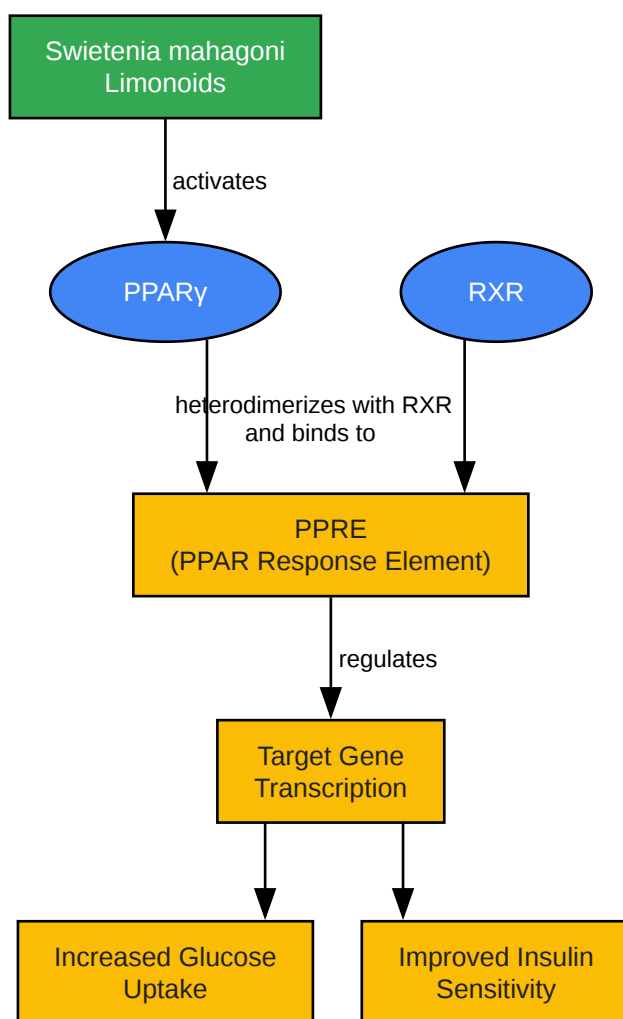 Swietenia mahagoni
Limonoids
activates
PPARγ
RXR
heterodimerizes with RXR
and binds to
PPRE
(PPAR Response Element)
regulates
Target Gene
Transcription
Increased Glucose
Uptake
Improved Insulin
Sensitivity